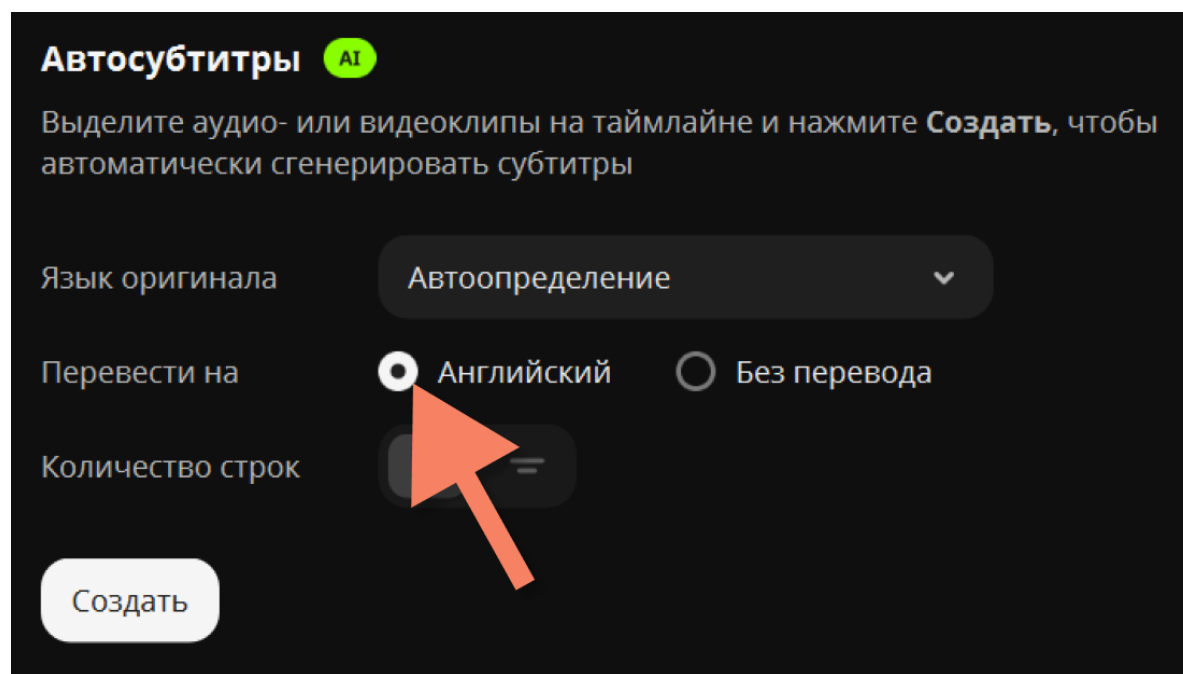 Автосубтитры AI
Выделите аудио- или видеоклипы на таймлайне и нажмите Создать, чтобы
автоматически сгенерировать субтитры
Язык оригинала Автоопределение
Перевести на Английский Без перевода
Количество строк
Создать